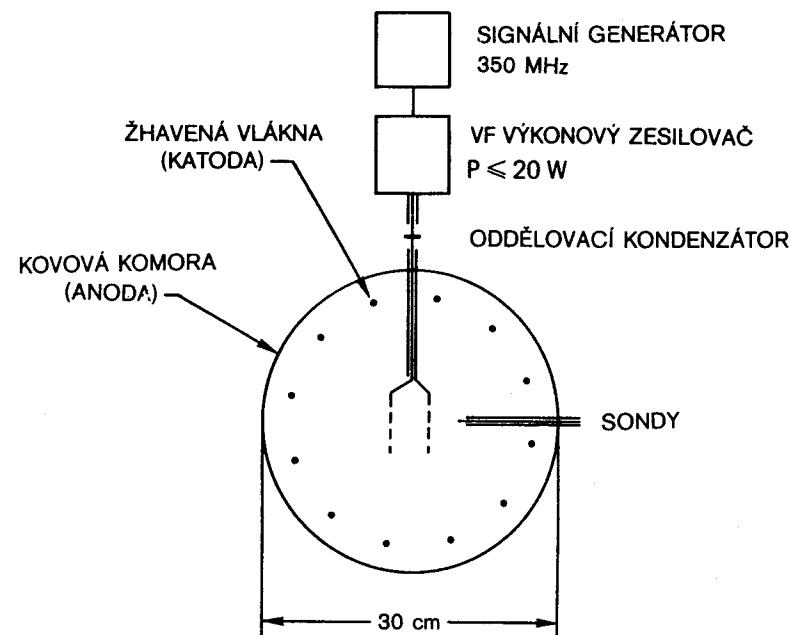 SIGNÁLNÍ GENERÁTOR
350 MHz
ŽHAVENÁ VLÁKNA
(KATODA)
VF VÝKONOVÝ ZESILOVAČ
P ⩽ 20 W
ODDĚLOVACÍ KONDENZÁTOR
KOVOVÁ KOMORA
(ANODA)
SONDY
30 cm